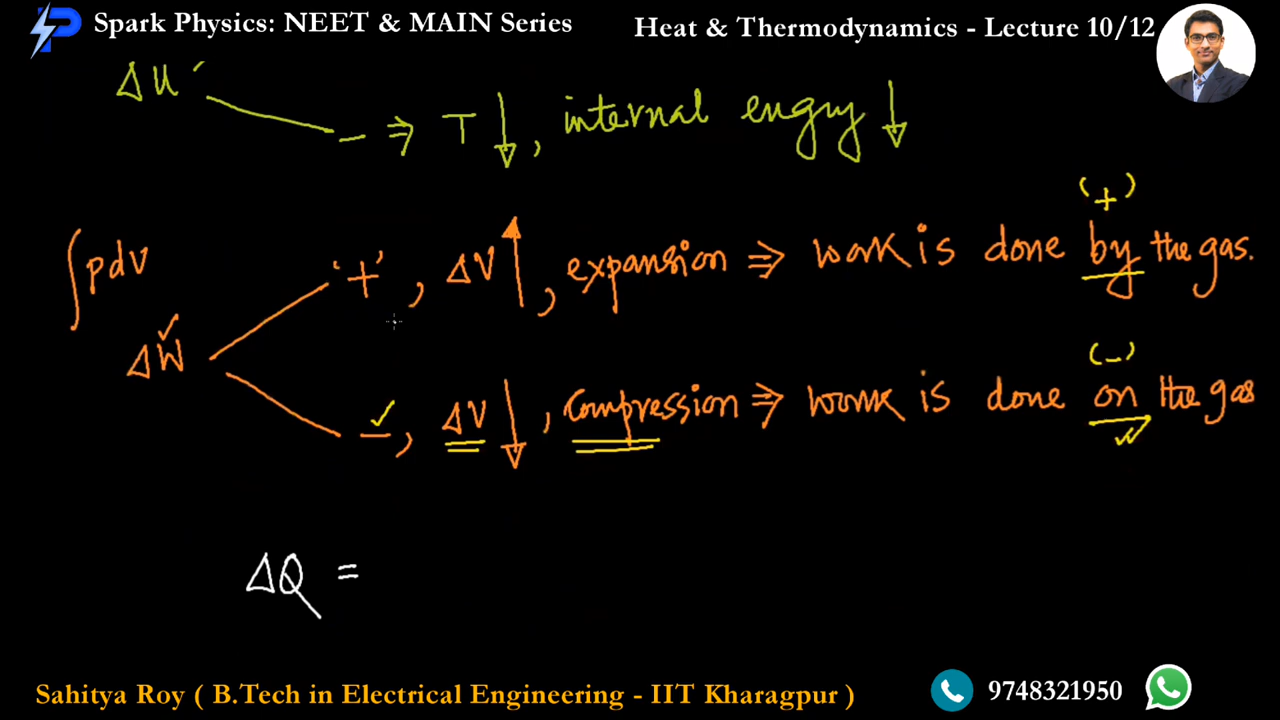 Spark Physics: NEET & MAIN Series
Heat & Thermodynamics - Lecture 10/12
ΔU
- ⇒ T↓, internal engry ↓
(+)
∫pdv
'+', ΔV↑, expansion ⇒ work is done by the gas.
ΔW
(-)
-, ΔV↓, Compression ⇒ work is done on the gas
ΔQ =
Sahitya Roy ( B.Tech in Electrical Engineering - IIT Kharagpur )
9748321950